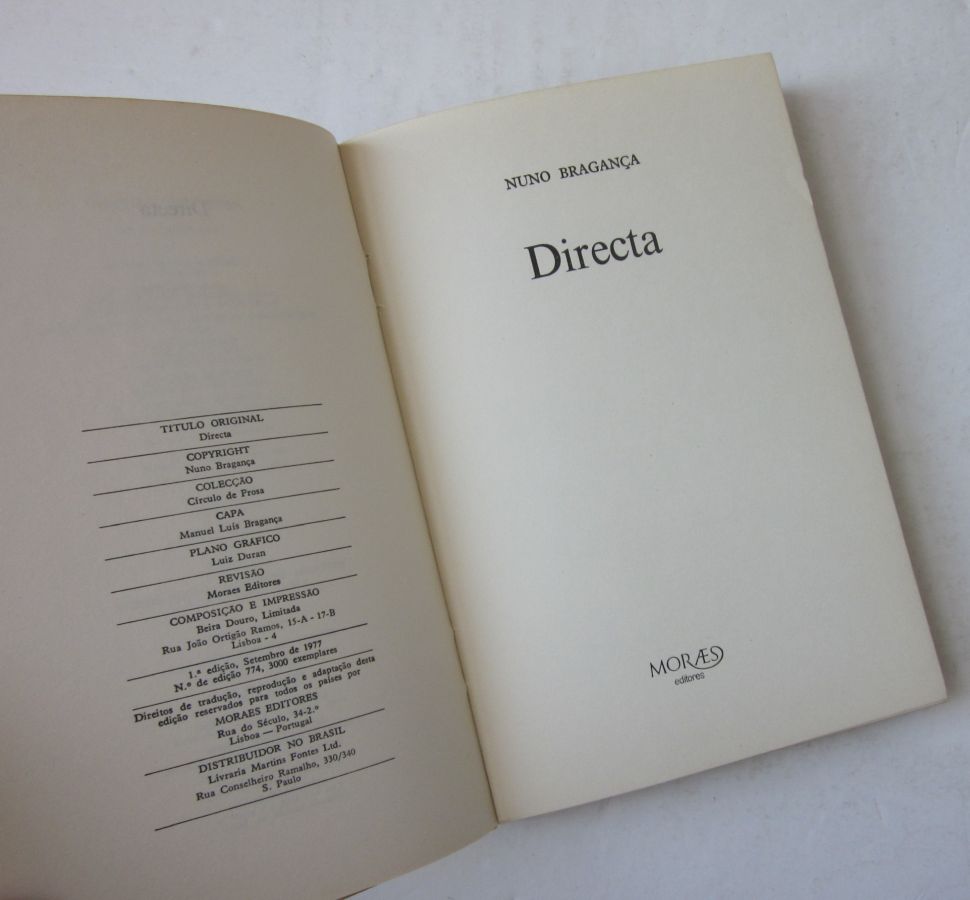 TITULO ORIGINAL
Directa
COPYRIGHT
Nuno Bragança
COLECÇÃO
Círculo de Prosa
CAPA
Manuel Luís Bragança
PLANO GRÁFICO
Luiz Duran
REVISÃO
Moraes Editores
COMPOSIÇÃO E IMPRESSÃO
Beira Douro, Limitada
Rua João Ortigão Ramos, 15-A - 17-B
Lisboa - 4
1.ª edição, Setembro de 1977
N.º de edição 774, 3000 exemplares
Direitos de tradução, reprodução e adaptação desta
edição reservados para todos os países por
MORAES EDITORES
Rua do Século, 34-2.º
Lisboa — Portugal
DISTRIBUIDOR NO BRASIL
Livraria Martins Fontes Ltd.
Rua Conselheiro Ramalho, 330/340
S. Paulo
NUNO BRAGANÇA
Directa
MORÆS
editores